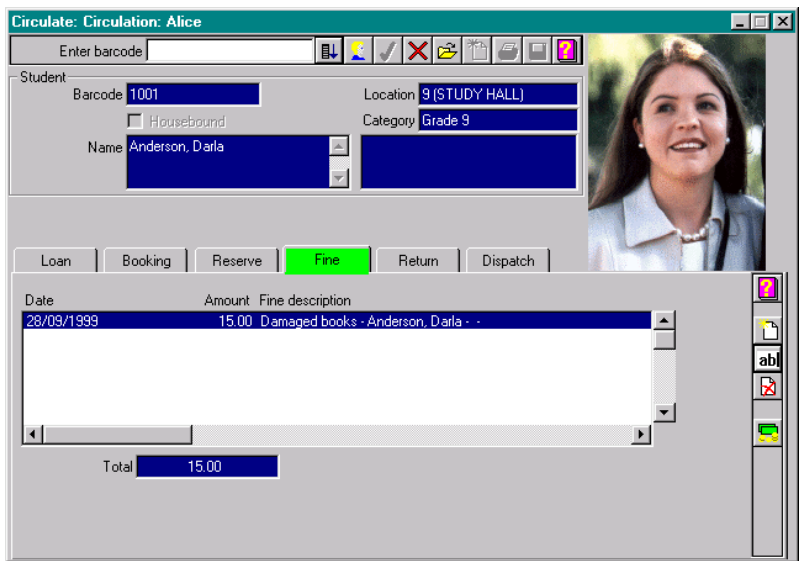 Circulate: Circulation: Alice
Enter barcode
Student
Barcode 1001 Location 9 (STUDY HALL)
Housebound Category Grade 9
Name Anderson, Darla
Loan Booking Reserve Fine Return Dispatch
Date Amount Fine description
28/09/1999 15.00 Damaged books - Anderson, Darla - -
ab
Total 15.00